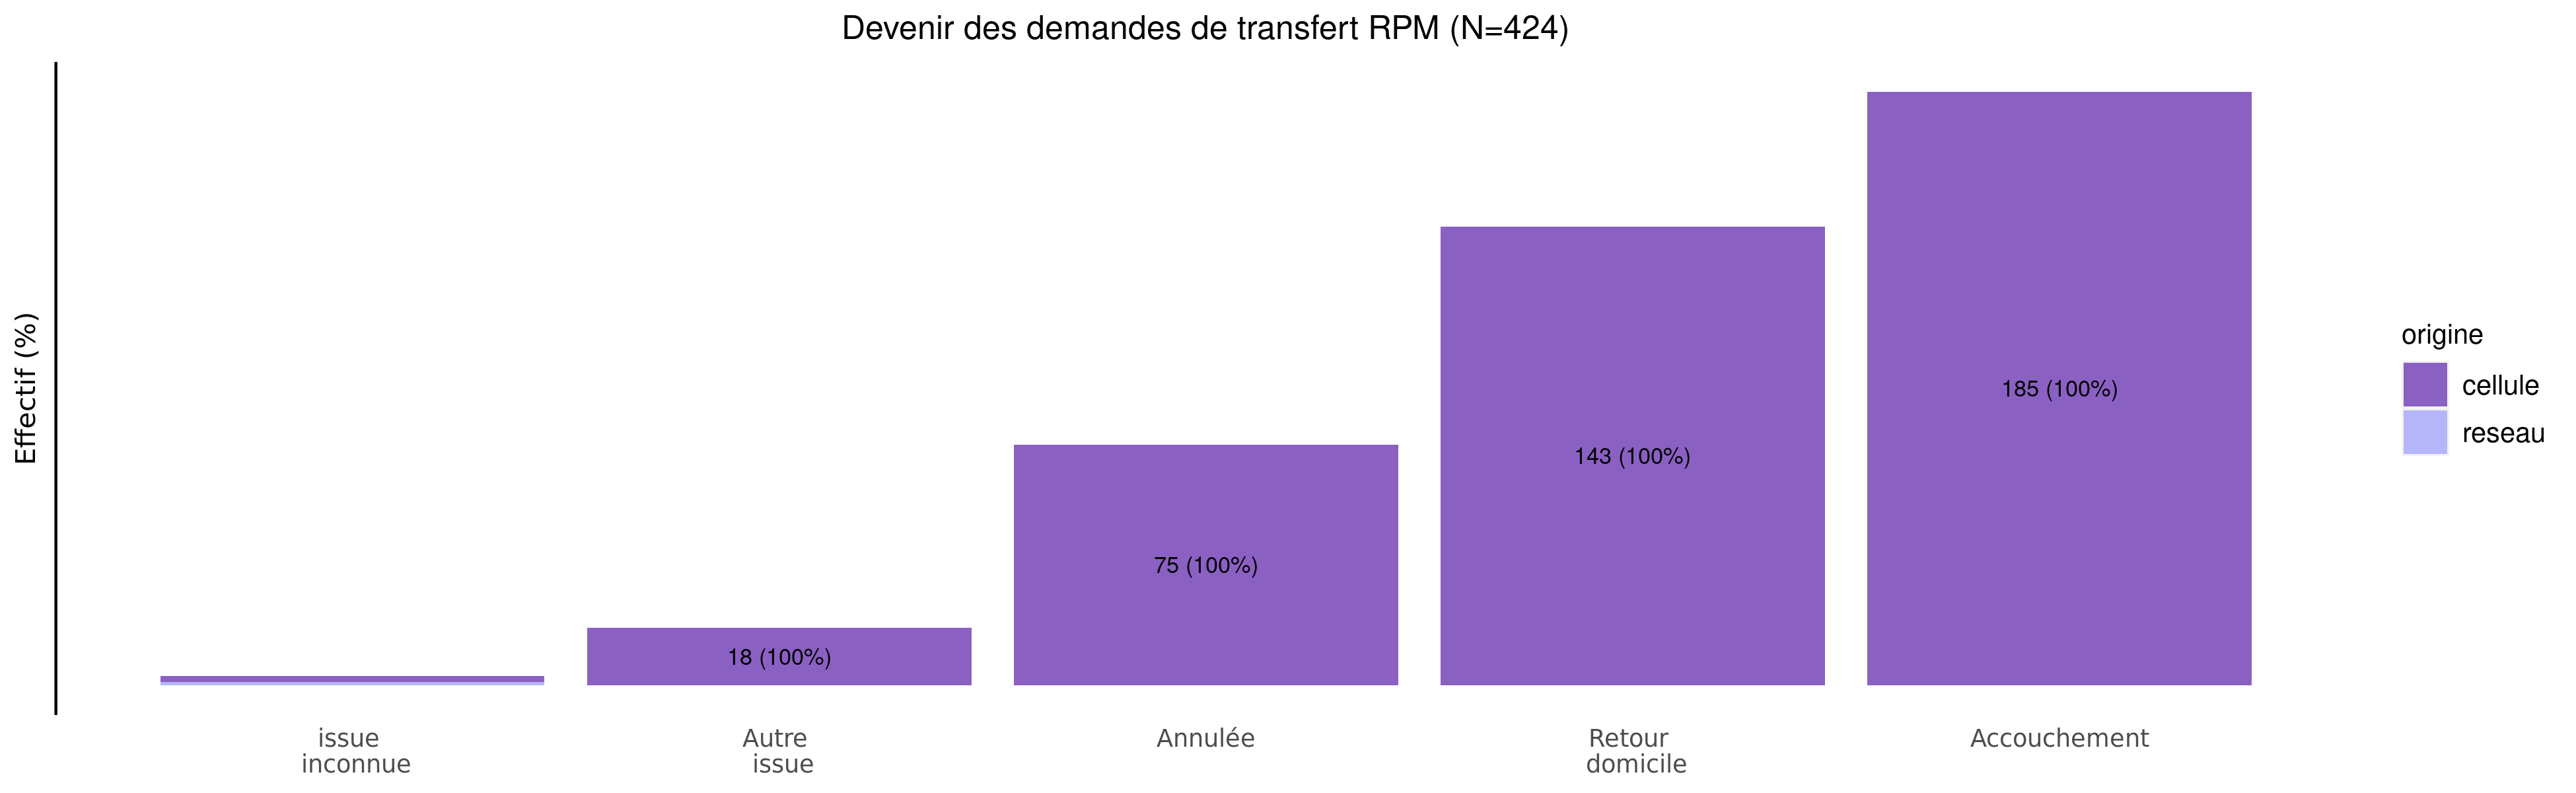 Devenir des demandes de transfert RPM (N=424)
Effectif (%)
185 (100%)
143 (100%)
75 (100%)
18 (100%)
origine
cellule
reseau
issue
inconnue
Autre
issue
Annulée
Retour
domicile
Accouchement